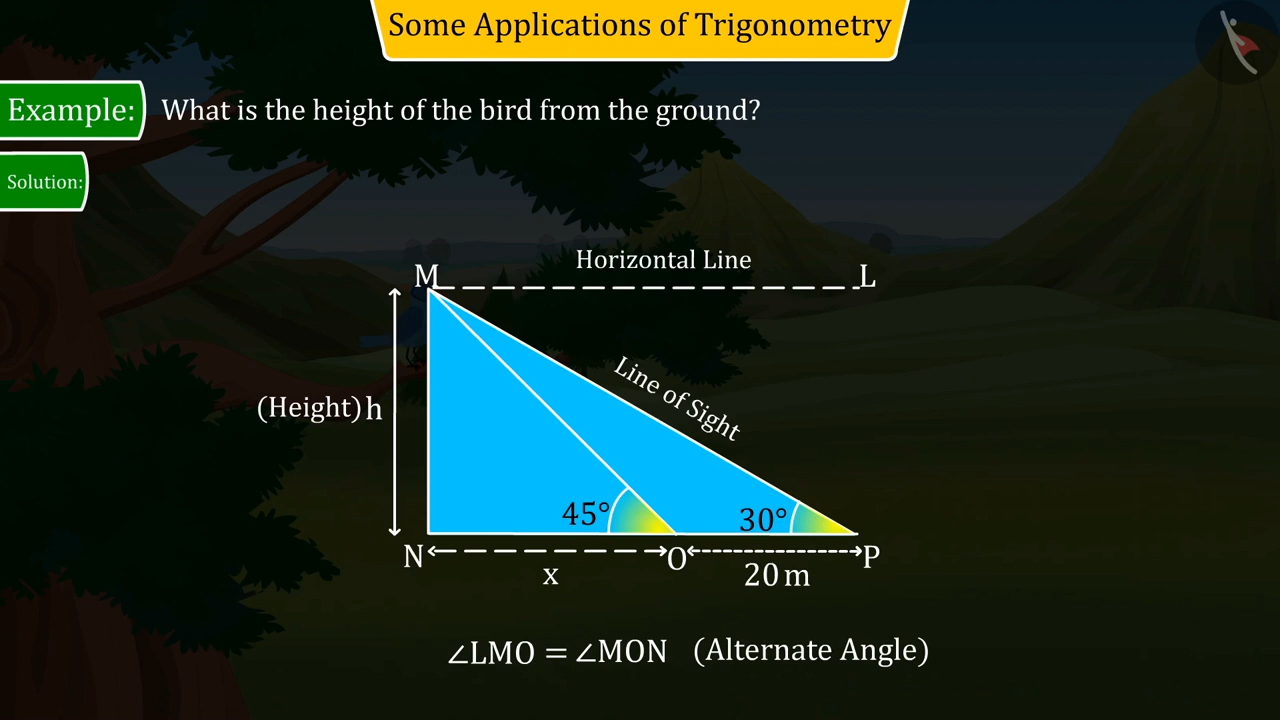 Some Applications of Trigonometry
Example: What is the height of the bird from the ground?
Solution:
Horizontal Line
M L
Line of Sight
(Height) h
45° 30°
N O P
x 20 m
∠LMO = ∠MON (Alternate Angle)